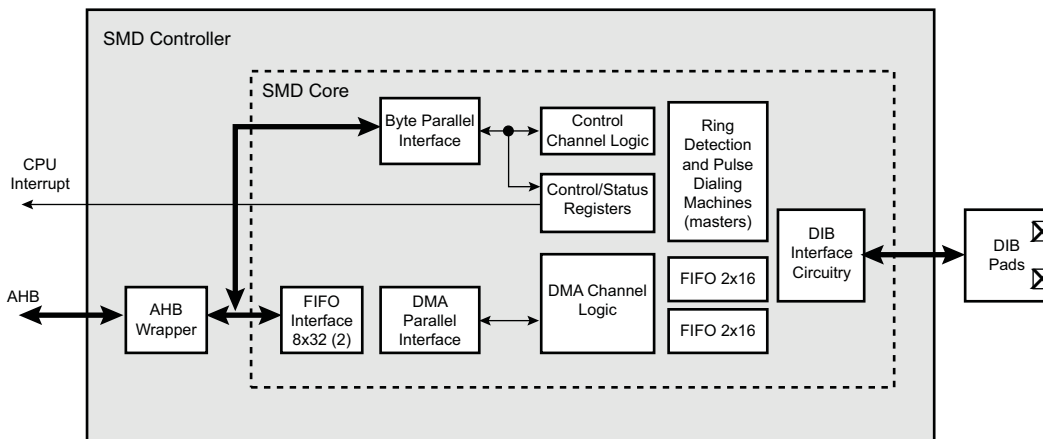 SMD Controller
SMD Core
Byte Parallel
Interface
Control
Channel Logic
Ring
Detection
and Pulse
Dialing
Machines
(masters)
CPU
Interrupt
Control/Status
Registers
DIB
Interface
Circuitry
DIB
Pads
AHB
AHB
Wrapper
FIFO
Interface
8x32 (2)
DMA
Parallel
Interface
DMA Channel
Logic
FIFO 2x16
FIFO 2x16